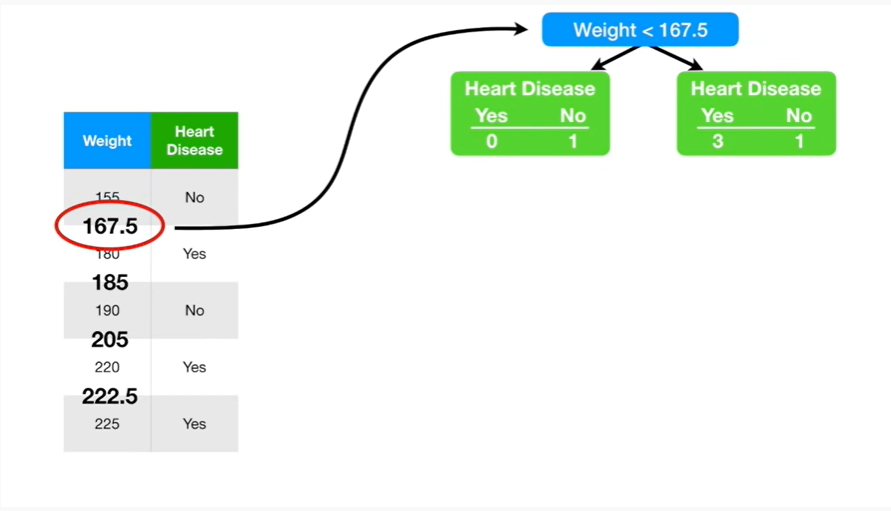 Weight < 167.5
Heart Disease Heart Disease
Yes No Yes No
0 1 3 1
Weight Heart Disease
155 No
167.5
180 Yes
185
190 No
205
220 Yes
222.5
225 Yes